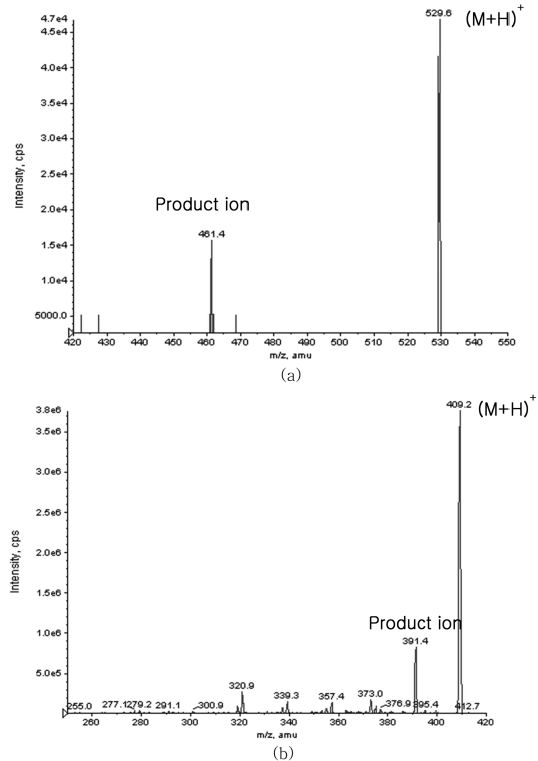 4.7e4
529.6
(M+H)+
4.5e4
4.0e4
3.5e4
3.0e4
2.5e4
Intensity, cps
2.0e4
Product ion
461.4
1.5e4
1.0e4
5000.0
420 430 440 450 460 470 480 490 500 510 520 530 540 550
m/z, amu
(a)
3.8e6
409.2
(M+H)+
3.5e6
3.0e6
2.5e6
2.0e6
Intensity, cps
1.5e6
1.0e6
Product ion
391.4
5.0e5
320.9
339.3
357.4
373.0
255.0 277.1 279.2 291.1 300.9 376.9 395.4 412.7
260 280 300 320 340 360 380 400 420
m/z, amu
(b)